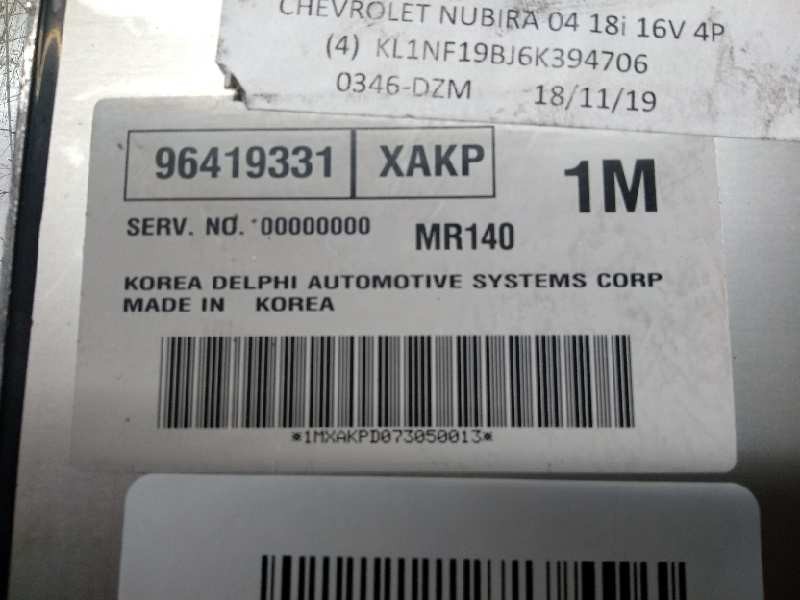 CHEVROLET NUBIRA 04 18i 16V 4P
(4) KL1NF19BJ6K394706
0346-DZM 18/11/19
96419331 XAKP 1M
SERV. NO. 00000000 MR140
KOREA DELPHI AUTOMOTIVE SYSTEMS CORP
MADE IN KOREA
*1MXAKPD073050013*